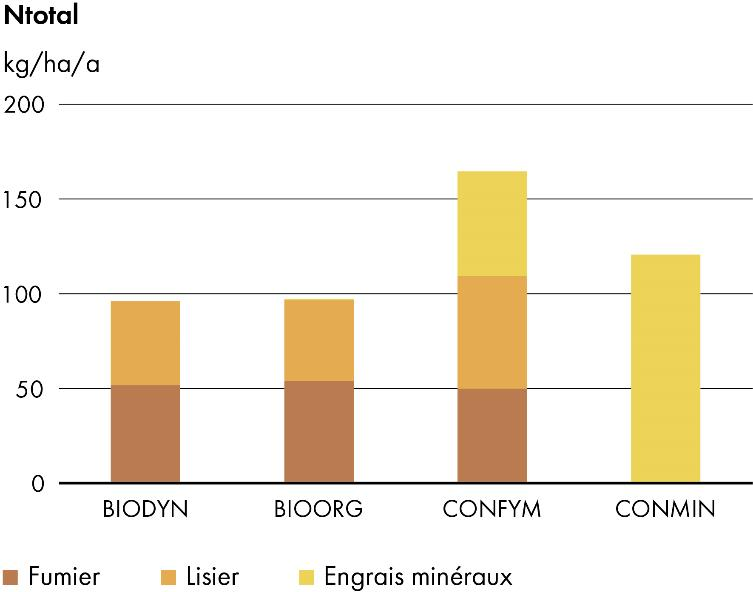 Ntotal
kg/ha/a
200
150
100
50
0
BIODYN BIOORG CONFYM CONMIN
Fumier Lisier Engrais minéraux